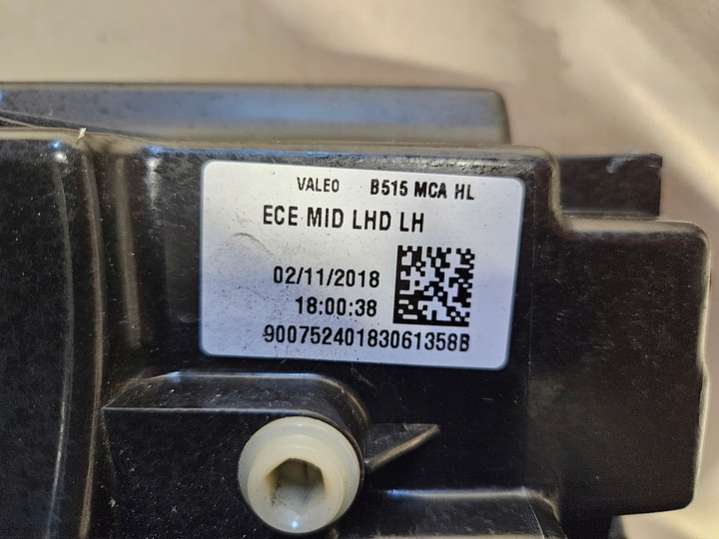 VALEO B515 MCA HL
ECE MID LHD LH
02/11/2018
18:00:38
90075240183061358B